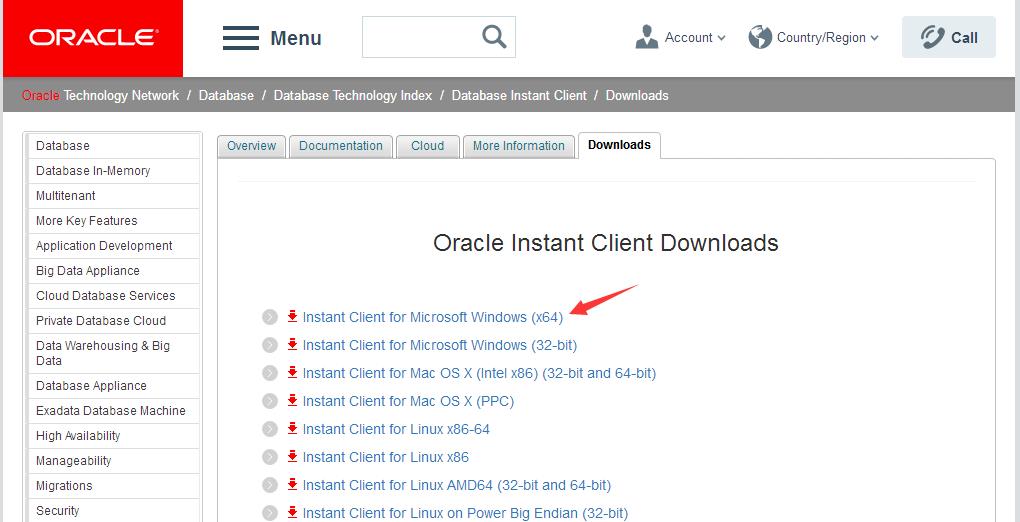 ORACLE®
Menu
Account
Country/Region
Call
Oracle Technology Network / Database / Database Technology Index / Database Instant Client / Downloads
Database
Database In-Memory
Multitenant
More Key Features
Application Development
Big Data Appliance
Cloud Database Services
Private Database Cloud
Data Warehousing & Big
Data
Database Appliance
Exadata Database Machine
High Availability
Manageability
Migrations
Security
Overview
Documentation
Cloud
More Information
Downloads
Oracle Instant Client Downloads
Instant Client for Microsoft Windows (x64)
Instant Client for Microsoft Windows (32-bit)
Instant Client for Mac OS X (Intel x86) (32-bit and 64-bit)
Instant Client for Mac OS X (PPC)
Instant Client for Linux x86-64
Instant Client for Linux x86
Instant Client for Linux AMD64 (32-bit and 64-bit)
Instant Client for Linux on Power Big Endian (32-bit)